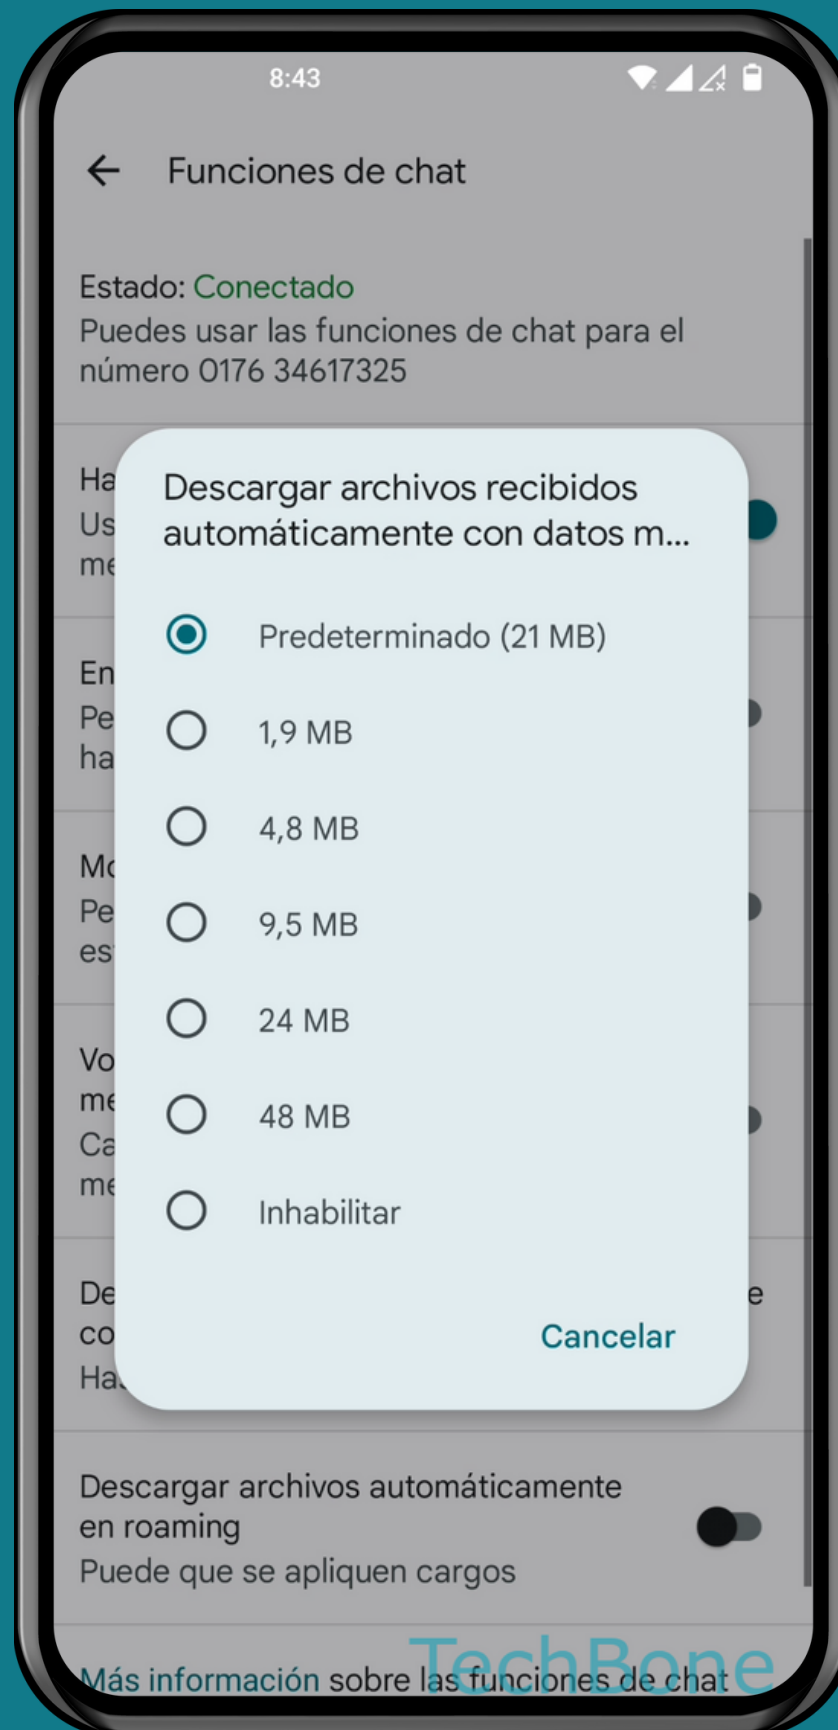 8:43
Funciones de chat
Estado: Conectado
Puedes usar las funciones de chat para el
número 0176 34617325
Descargar archivos recibidos
automáticamente con datos m...
Predeterminado (21 MB)
1,9 MB
4,8 MB
9,5 MB
24 MB
48 MB
Inhabilitar
Cancelar
Descargar archivos automáticamente
en roaming
Puede que se apliquen cargos
Más información sobre las funciones de chat
TechBone